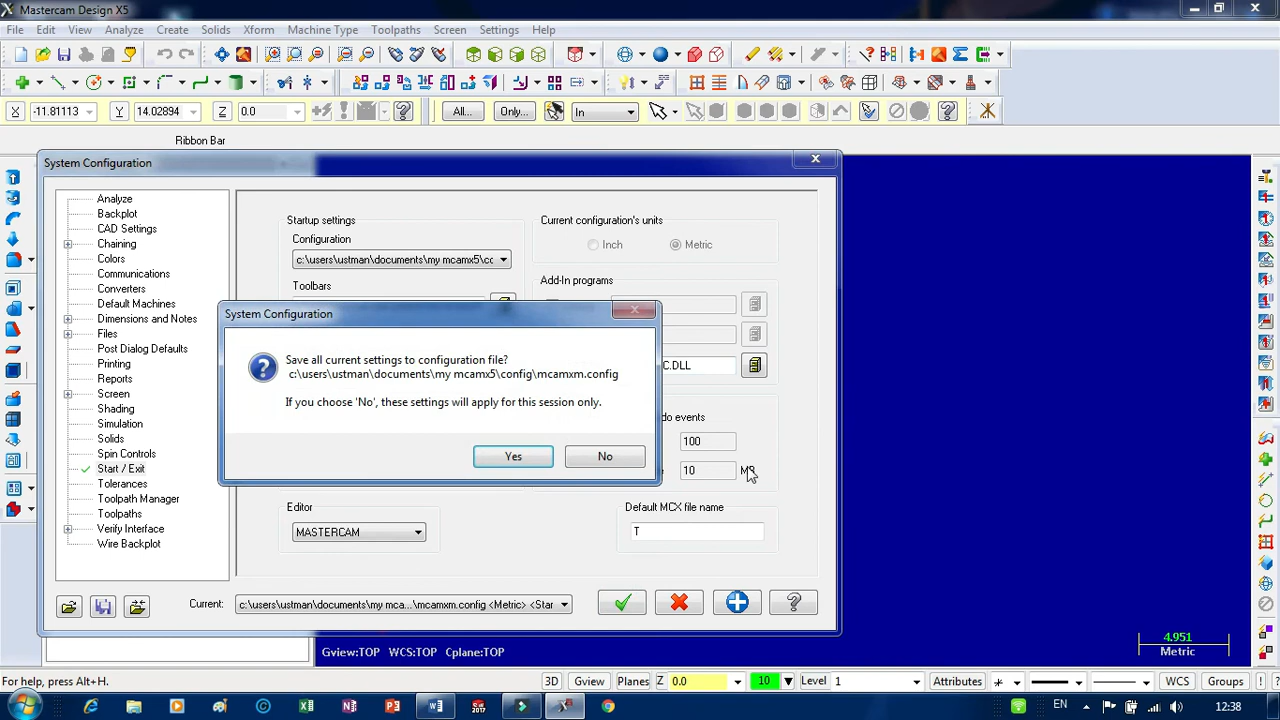 Mastercam Design X5
File Edit View Analyze Create Solids Xform Machine Type Toolpaths Screen Settings Help
X -11.81113 Y 14.02894 Z 0.0 All... Only... In
Ribbon Bar
System Configuration
Analyze
Backplot
CAD Settings
Chaining
Colors
Communications
Converters
Default Machines
Dimensions and Notes
Files
Post Dialog Defaults
Printing
Reports
Screen
Shading
Simulation
Solids
Spin Controls
Start / Exit
Tolerances
Toolpath Manager
Toolpaths
Verify Interface
Wire Backplot
Startup settings
Configuration
c:\users\ustman\documents\my mcamx5\cc
Toolbars
Current configuration's units
Inch Metric
Add-In programs
C.DLL
do events
100
10
System Configuration
Save all current settings to configuration file?
c:\users\ustman\documents\my mcamx5\config\mcamxm.config
If you choose 'No', these settings will apply for this session only.
Yes No
Editor
MASTERCAM
Default MCX file name
T
Current: c:\users\ustman\documents\my mca...\mcamxm.config <Metric> <Star
Gview:TOP WCS:TOP Cplane:TOP
4.951
Metric
For help, press Alt+H.
3D Gview Planes Z 0.0 10 Level 1 Attributes WCS Groups
2017
EN 12:38